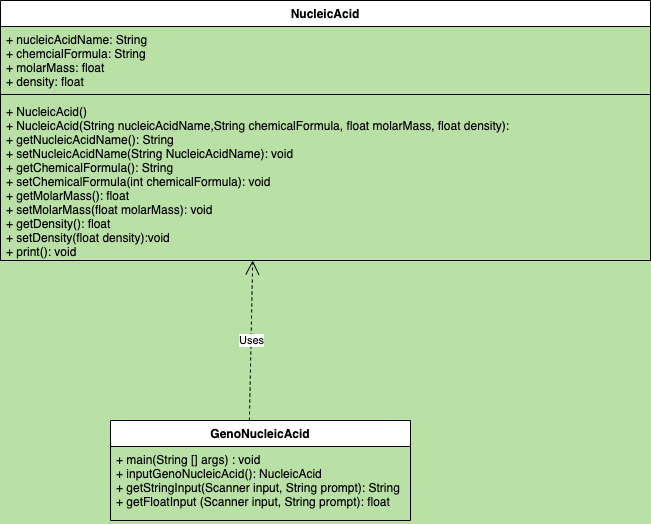 NucleicAcid
+ nucleicAcidName: String
+ chemcialFormula: String
+ molarMass: float
+ density: float
+ NucleicAcid()
+ NucleicAcid(String nucleicAcidName,String chemicalFormula, float molarMass, float density):
+ getNucleicAcidName(): String
+ setNucleicAcidName(String NucleicAcidName): void
+ getChemicalFormula(): String
+ setChemicalFormula(int chemicalFormula): void
+ getMolarMass(): float
+ setMolarMass(float molarMass): void
+ getDensity(): float
+ setDensity(float density):void
+ print(): void
Uses
GenoNucleicAcid
+ main(String [] args) : void
+ inputGenoNucleicAcid(): NucleicAcid
+ getStringInput(Scanner input, String prompt): String
+ getFloatInput (Scanner input, String prompt): float